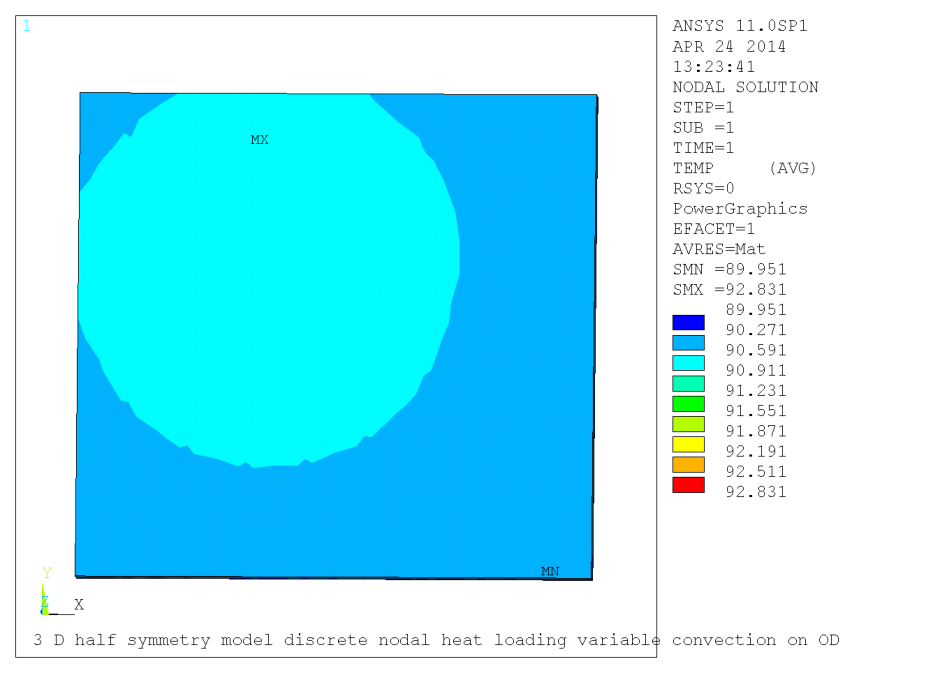 1
ANSYS 11.0SP1
APR 24 2014
13:23:41
NODAL SOLUTION
STEP=1
SUB =1
TIME=1
TEMP (AVG)
RSYS=0
PowerGraphics
EFACET=1
AVRES=Mat
SMN =89.951
SMX =92.831
89.951
90.271
90.591
90.911
91.231
91.551
91.871
92.191
92.511
92.831
MX
MN
Y
Z
X
3 D half symmetry model discrete nodal heat loading variable convection on OD